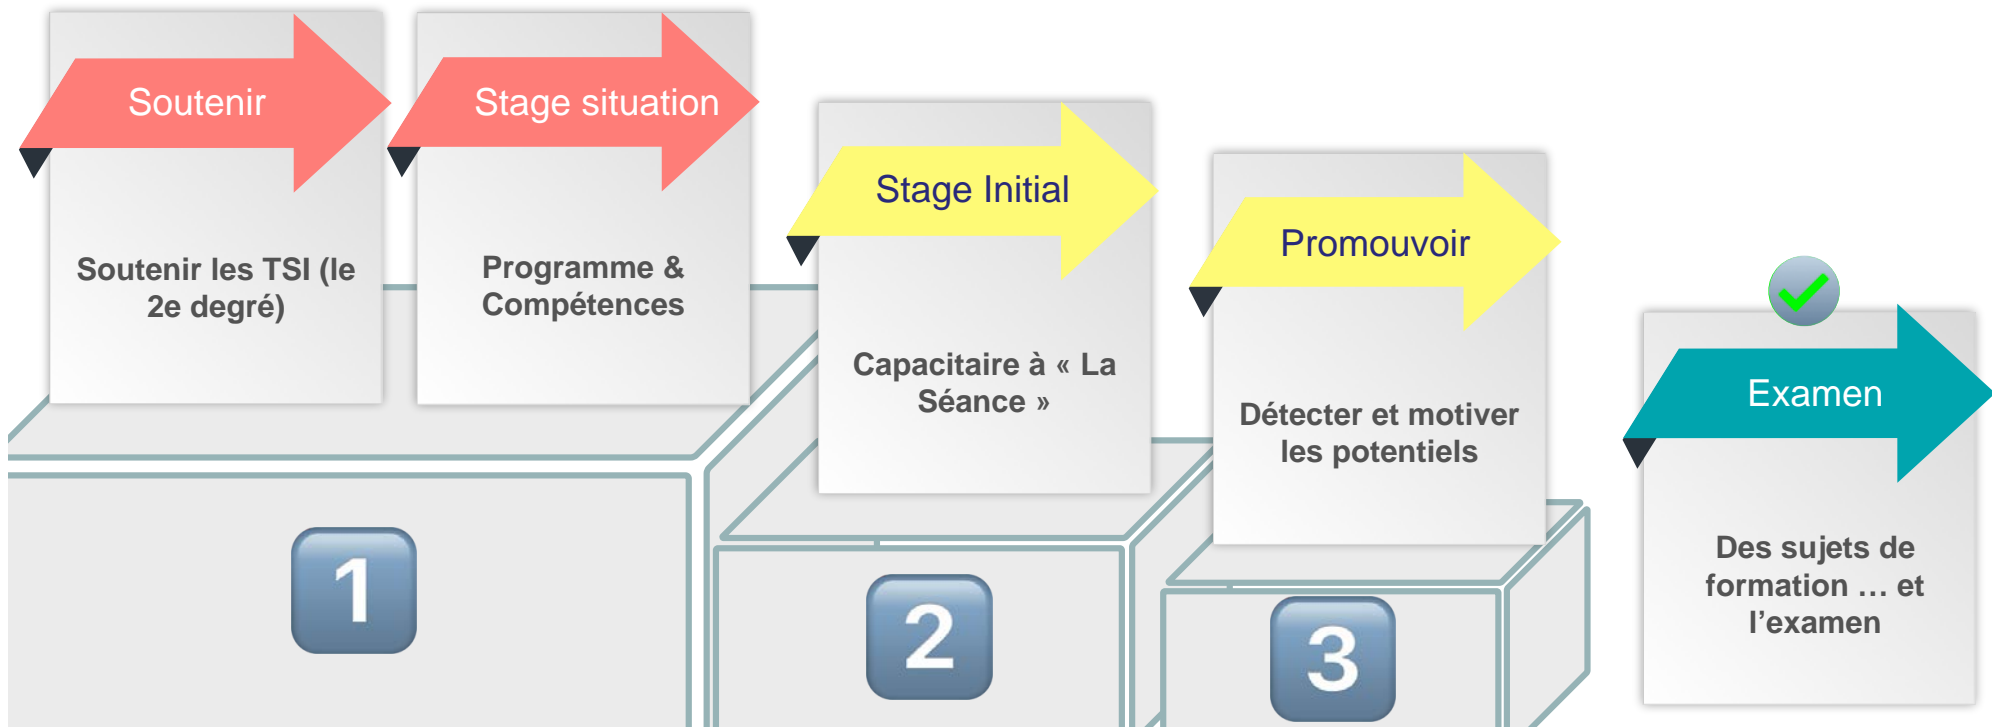 Soutenir
Soutenir les TSI (le
2e degré)
Stage situation
Programme &
Compétences
Stage Initial
Capacitaire à « La
Séance »
Promouvoir
Détecter et motiver
les potentiels
Examen
Des sujets de
formation … et
l’examen
1
2
3